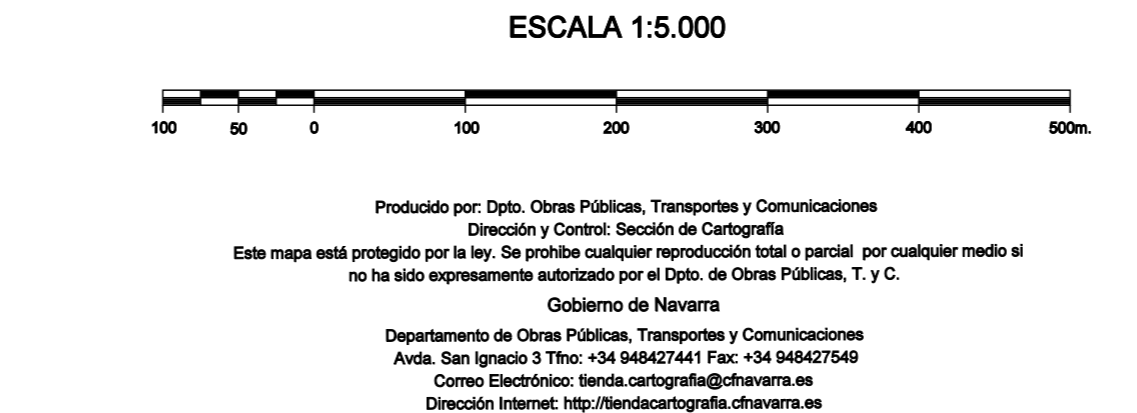 ESCALA 1:5.000
100 50 0 100 200 300 400 500m.
Producido por: Dpto. Obras Públicas, Transportes y Comunicaciones
Dirección y Control: Sección de Cartografía
Este mapa está protegido por la ley. Se prohibe cualquier reproducción total o parcial por cualquier medio si
no ha sido expresamente autorizado por el Dpto. de Obras Públicas, T. y C.
Gobierno de Navarra
Departamento de Obras Públicas, Transportes y Comunicaciones
Avda. San Ignacio 3 Tfno: +34 948427441 Fax: +34 948427549
Correo Electrónico: tienda.cartografia@cfnavarra.es
Dirección Internet: http://tiendacartografia.cfnavarra.es